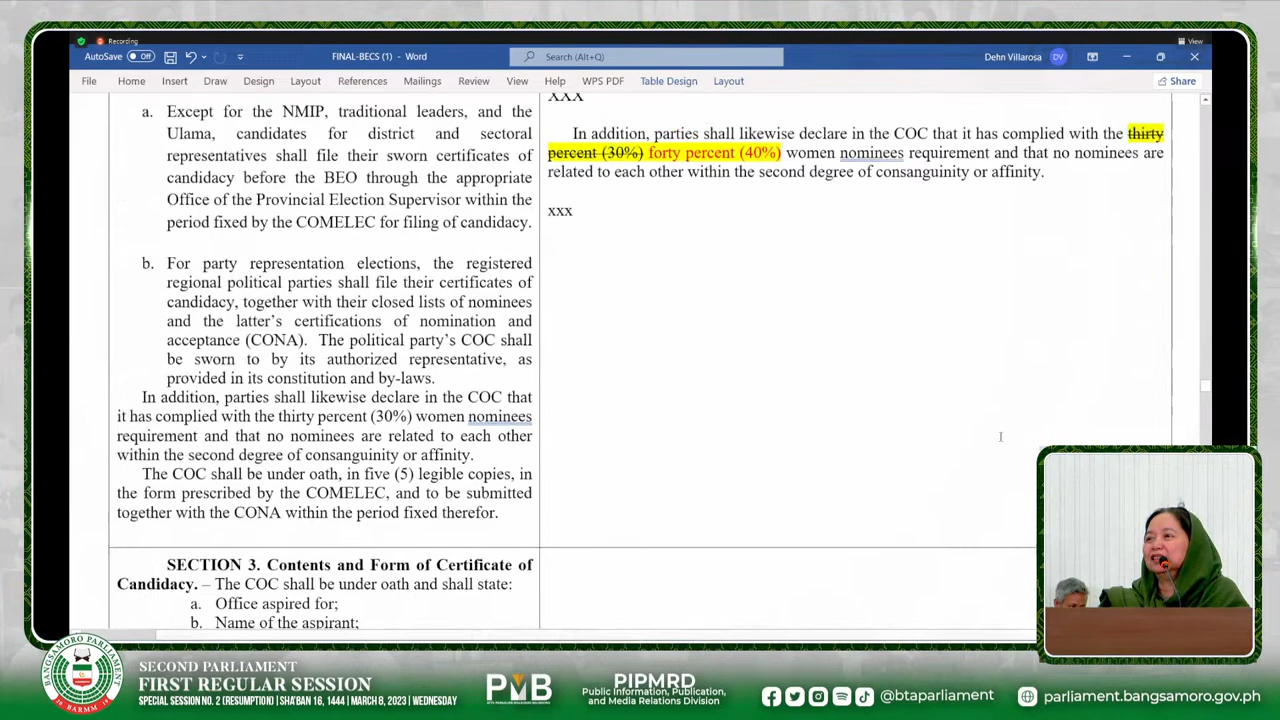 Recording
View
AutoSave Off
FINAL-BECS (1) - Word
Search (Alt+Q)
Dehn Villarosa
DV
File Home Insert Draw Design Layout References Mailings Review View Help WPS PDF Table Design Layout
Share
a. Except for the NMIP, traditional leaders, and the
Ulama, candidates for district and sectoral
representatives shall file their sworn certificates of
candidacy before the BEO through the appropriate
Office of the Provincial Election Supervisor within the
period fixed by the COMELEC for filing of candidacy.
b. For party representation elections, the registered
regional political parties shall file their certificates of
candidacy, together with their closed lists of nominees
and the latter's certifications of nomination and
acceptance (CONA). The political party's COC shall
be sworn to by its authorized representative, as
provided in its constitution and by-laws.
In addition, parties shall likewise declare in the COC that
it has complied with the thirty percent (30%) women nominees
requirement and that no nominees are related to each other
within the second degree of consanguinity or affinity.
The COC shall be under oath, in five (5) legible copies, in
the form prescribed by the COMELEC, and to be submitted
together with the CONA within the period fixed therefor.
SECTION 3. Contents and Form of Certificate of
Candidacy. – The COC shall be under oath and shall state:
a. Office aspired for;
b. Name of the aspirant;
XXX
In addition, parties shall likewise declare in the COC that it has complied with the thirty
percent (30%) forty percent (40%) women nominees requirement and that no nominees are
related to each other within the second degree of consanguinity or affinity.
xxx
BANGSAMORO PARLIAMENT
BARMM
SECOND PARLIAMENT
FIRST REGULAR SESSION
SPECIAL SESSION NO. 2 (RESUMPTION) | SHA'BAN 16, 1444 | MARCH 8, 2023 | WEDNESDAY
PMB
PIPMRD
Public Information, Publication,
and Media Relations Division
@btaparliament
parliament.bangsamoro.gov.ph